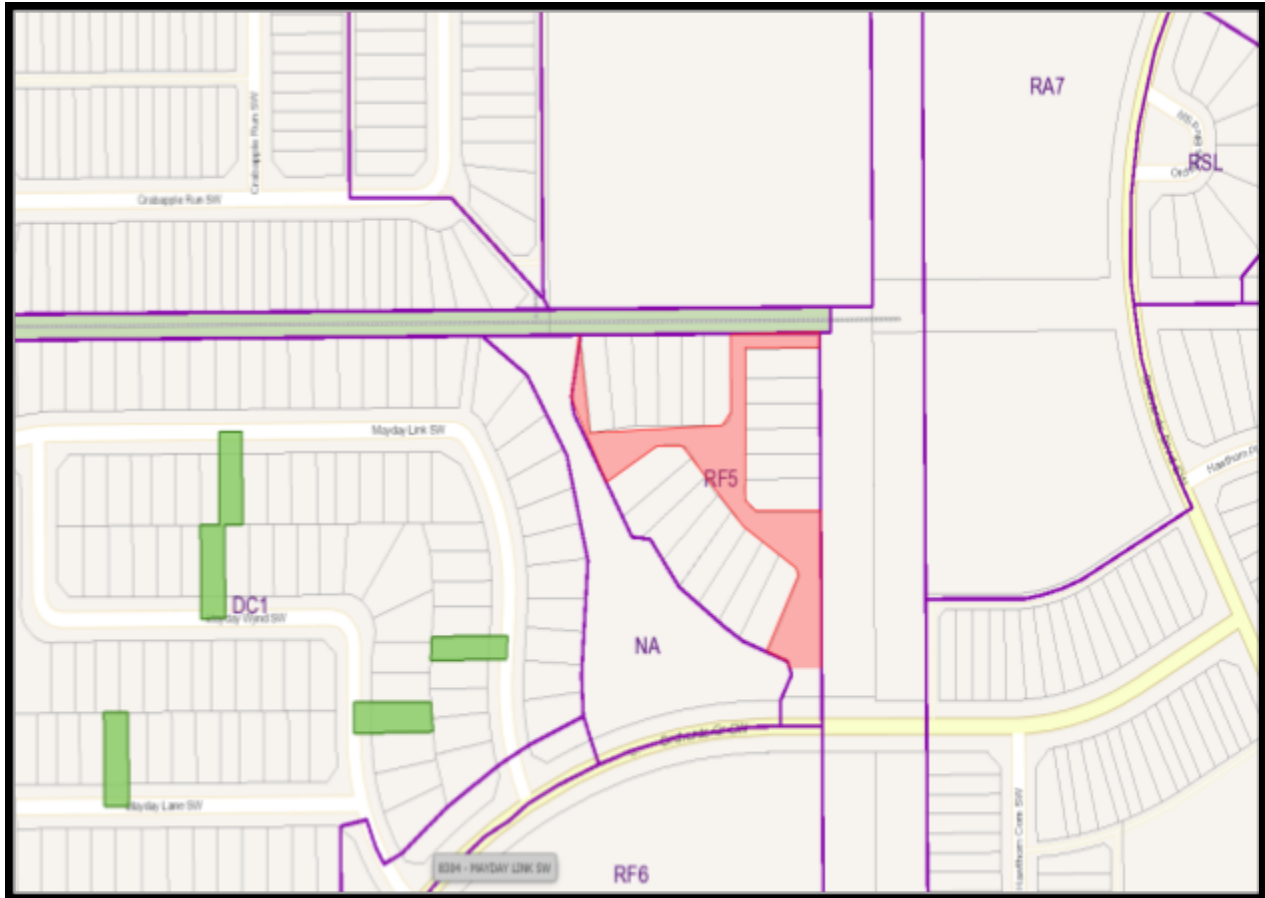 RA7
Crabapple Run SW
RSL
Crabapple Run SW
Mayday Link SW
RF5
DC1
Mayday Wynd SW
NA
Mayday Lane SW
Hawthorn Com SW
8304 - MAYDAY LINK SW
RF6